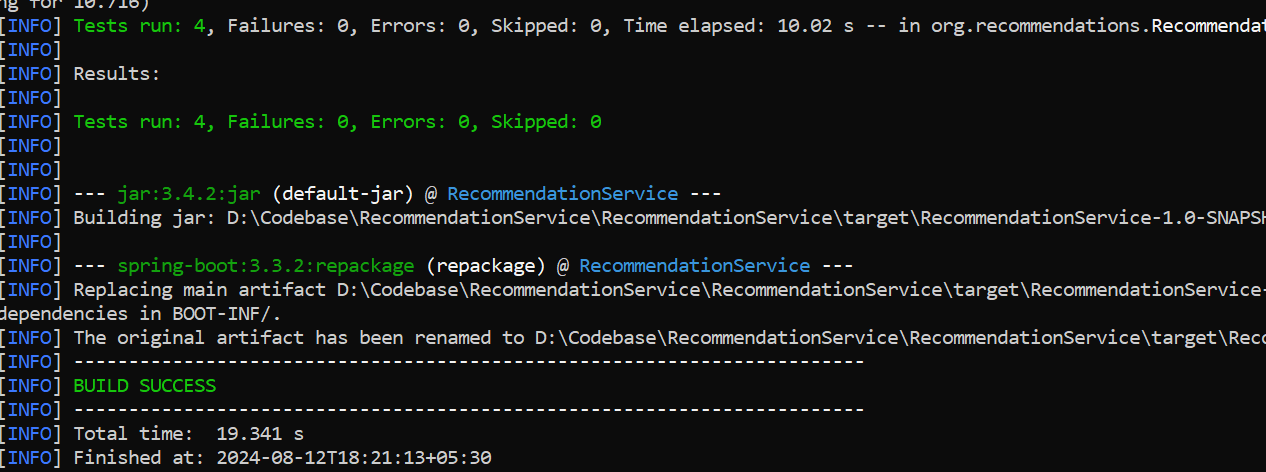 ng for 10.716)
[INFO] Tests run: 4, Failures: 0, Errors: 0, Skipped: 0, Time elapsed: 10.02 s -- in org.recommendations.Recommendat
[INFO]
[INFO] Results:
[INFO]
[INFO] Tests run: 4, Failures: 0, Errors: 0, Skipped: 0
[INFO]
[INFO]
[INFO] --- jar:3.4.2:jar (default-jar) @ RecommendationService ---
[INFO] Building jar: D:\Codebase\RecommendationService\RecommendationService\target\RecommendationService-1.0-SNAPSH
[INFO]
[INFO] --- spring-boot:3.3.2:repackage (repackage) @ RecommendationService ---
[INFO] Replacing main artifact D:\Codebase\RecommendationService\RecommendationService\target\RecommendationService-
dependencies in BOOT-INF/.
[INFO] The original artifact has been renamed to D:\Codebase\RecommendationService\RecommendationService\target\Reco
[INFO] ------------------------------------------------------------------------
[INFO] BUILD SUCCESS
[INFO] ------------------------------------------------------------------------
[INFO] Total time:  19.341 s
[INFO] Finished at: 2024-08-12T18:21:13+05:30